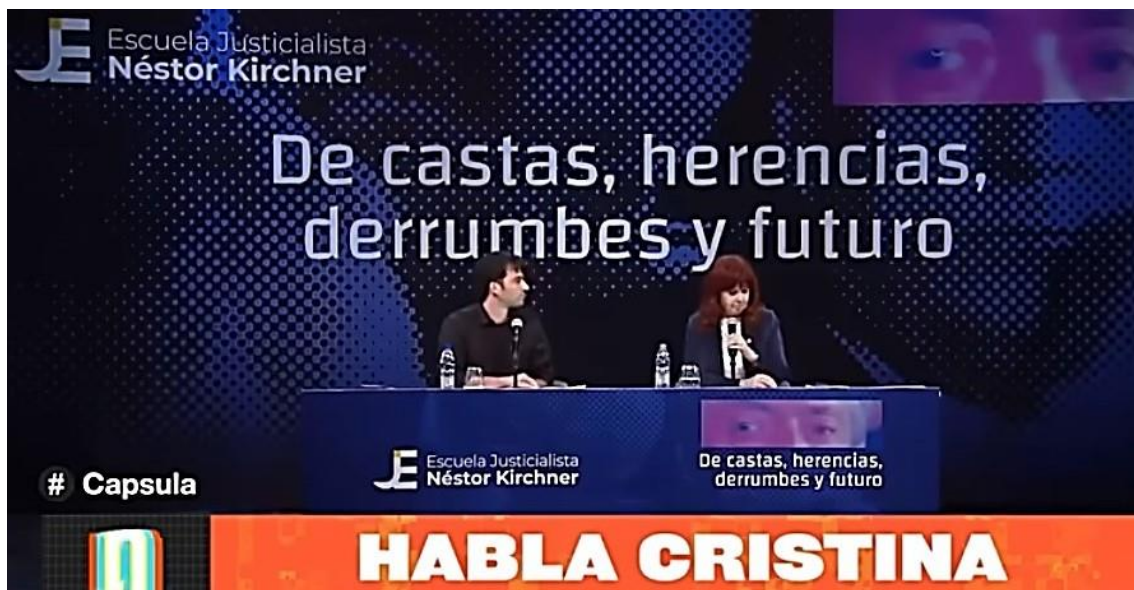 Escuela Justicialista
Néstor Kirchner
De castas, herencias,
derrumbes y futuro
Escuela Justicialista
Néstor Kirchner
De castas, herencias,
derrumbes y futuro
# Capsula
HABLA CRISTINA